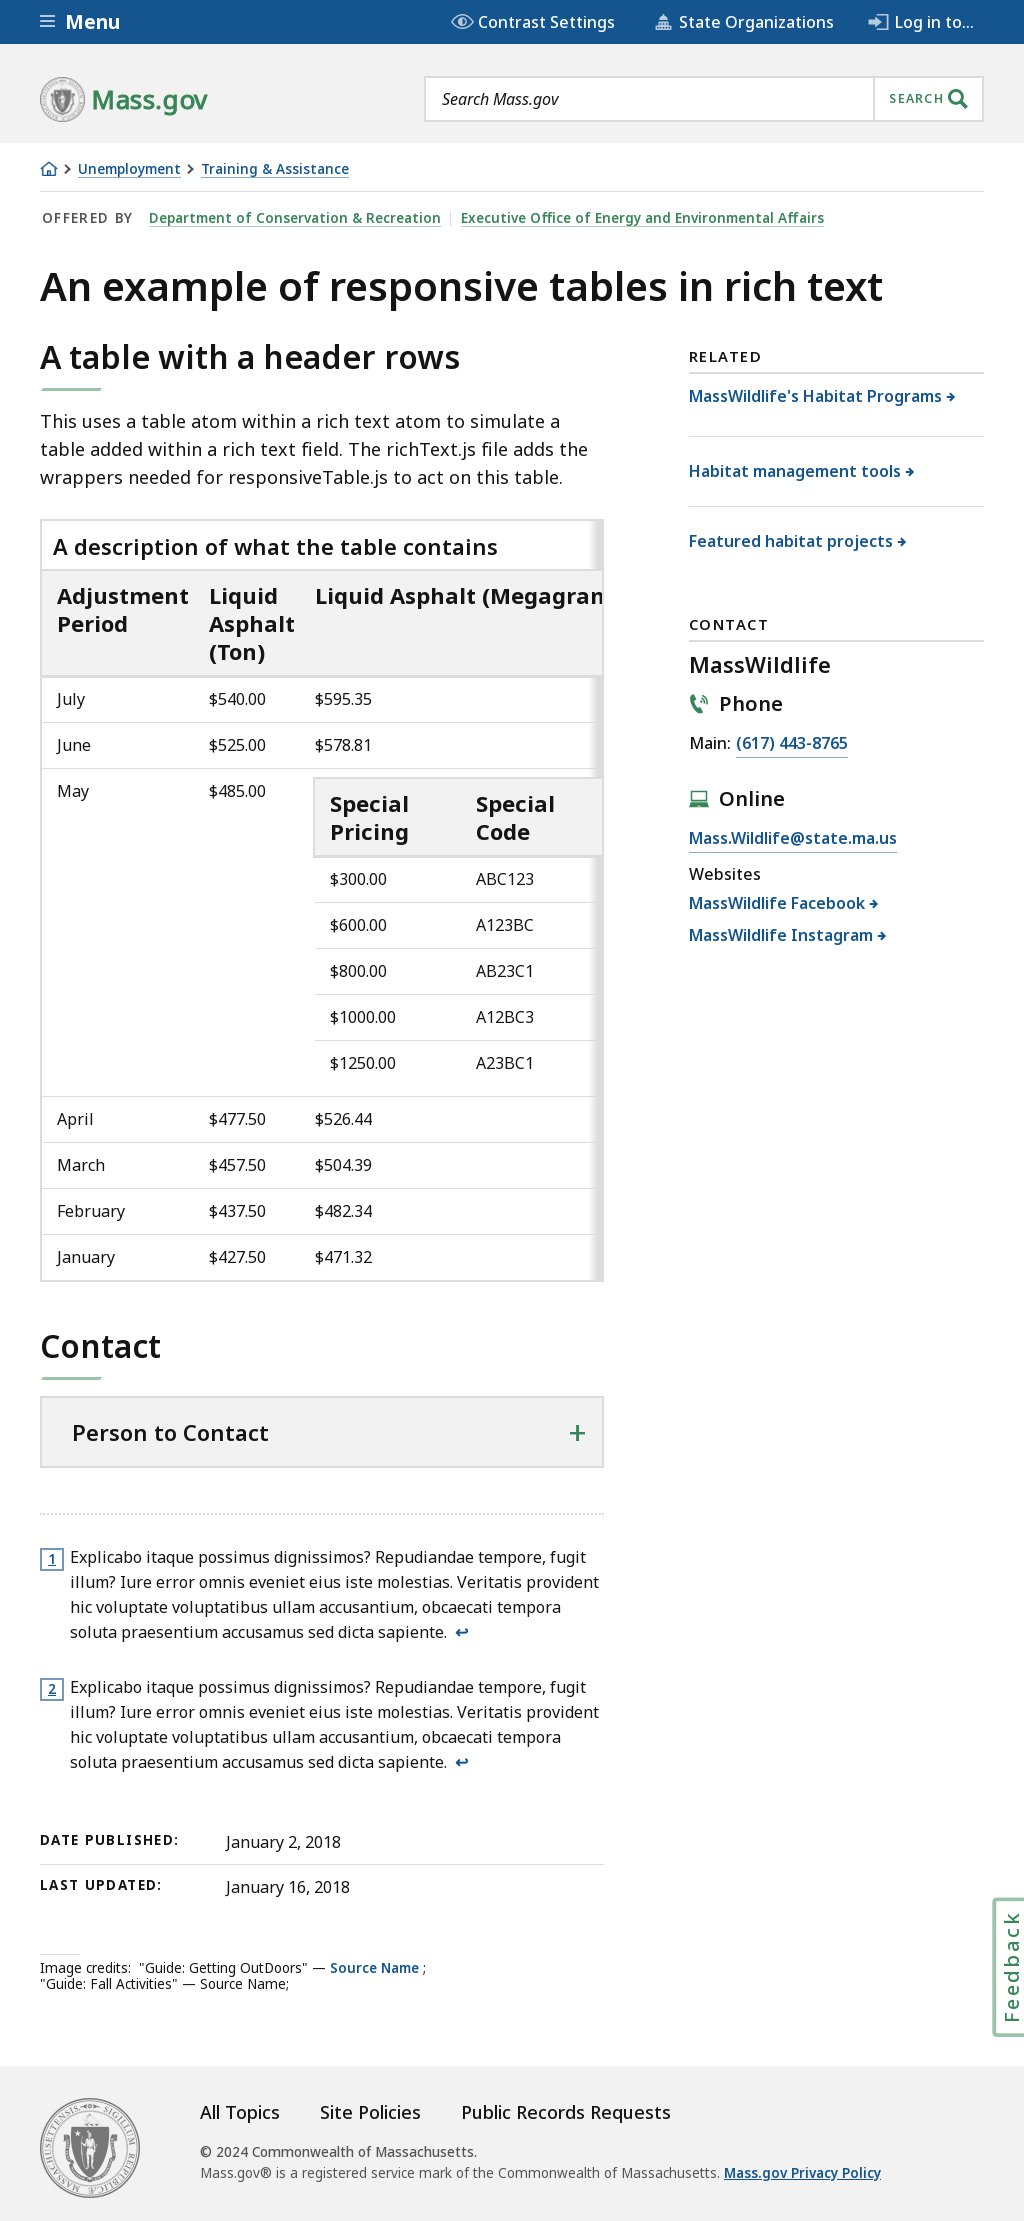 Menu
Contrast Settings
State Organizations
Log in to...
Mass.gov
Search Mass.gov
SEARCH
Unemployment
Training & Assistance
OFFERED BY Department of Conservation & Recreation Executive Office of Energy and Environmental Affairs
An example of responsive tables in rich text
A table with a header rows
This uses a table atom within a rich text atom to simulate a
table added within a rich text field. The richText.js file adds the
wrappers needed for responsiveTable.js to act on this table.
A description of what the table contains
Adjustment Period
Liquid Asphalt (Ton)
Liquid Asphalt (Megagram
July $540.00 $595.35
June $525.00 $578.81
May $485.00
Special Pricing
Special Code
$300.00 ABC123
$600.00 A123BC
$800.00 AB23C1
$1000.00 A12BC3
$1250.00 A23BC1
April $477.50 $526.44
March $457.50 $504.39
February $437.50 $482.34
January $427.50 $471.32
Contact
Person to Contact +
1 Explicabo itaque possimus dignissimos? Repudiandae tempore, fugit
illum? Iure error omnis eveniet eius iste molestias. Veritatis provident
hic voluptate voluptatibus ullam accusantium, obcaecati tempora
soluta praesentium accusamus sed dicta sapiente. ↩
2 Explicabo itaque possimus dignissimos? Repudiandae tempore, fugit
illum? Iure error omnis eveniet eius iste molestias. Veritatis provident
hic voluptate voluptatibus ullam accusantium, obcaecati tempora
soluta praesentium accusamus sed dicta sapiente. ↩
DATE PUBLISHED: January 2, 2018
LAST UPDATED: January 16, 2018
Image credits: "Guide: Getting OutDoors" — Source Name ;
"Guide: Fall Activities" — Source Name;
RELATED
MassWildlife's Habitat Programs
Habitat management tools
Featured habitat projects
CONTACT
MassWildlife
Phone
Main: (617) 443-8765
Online
Mass.Wildlife@state.ma.us
Websites
MassWildlife Facebook
MassWildlife Instagram
Feedback
All Topics
Site Policies
Public Records Requests
© 2024 Commonwealth of Massachusetts.
Mass.gov® is a registered service mark of the Commonwealth of Massachusetts. Mass.gov Privacy Policy